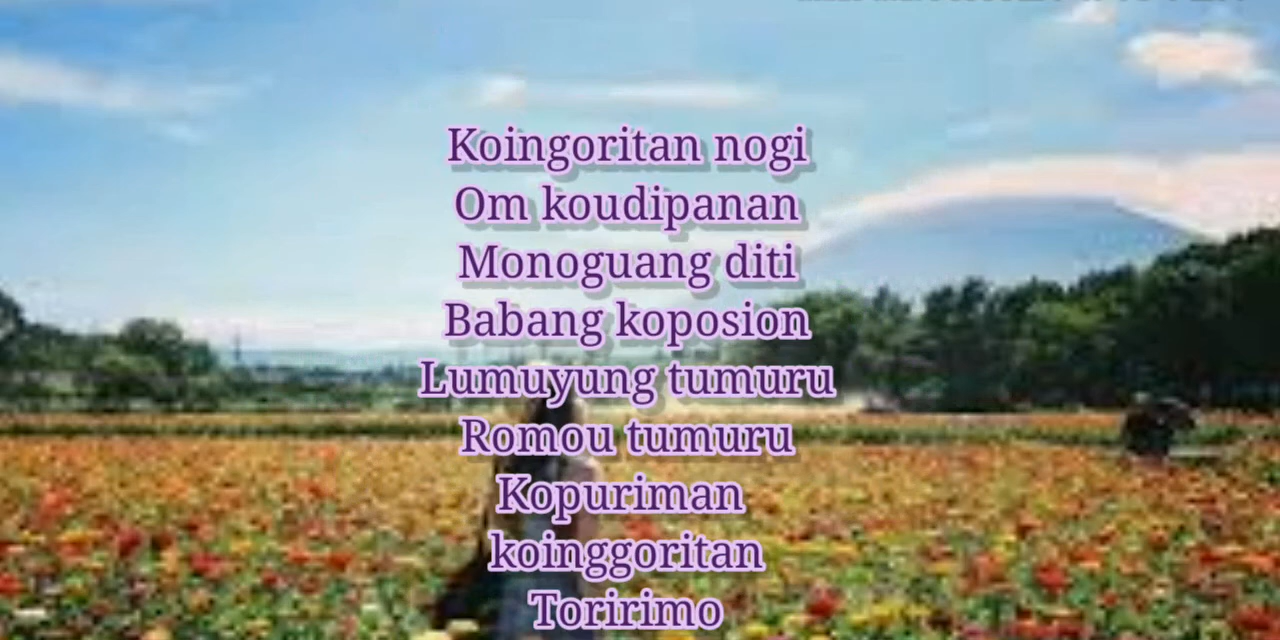 Koingoritan nogi
Om koudipanan
Monoguang diti
Babang koposion
Lumuyung tumuru
Romou tumuru
Kopuriman
koinggoritan
Toririmo